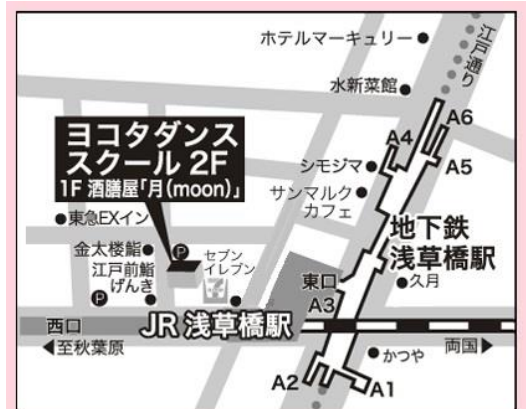 ホテルマーキュリー
江戸通り
水新菜館
A6
A4
A5
ヨコタダンス
スクール 2F
1F 酒膳屋「月(moon)」
シモジマ
サンマルク
カフェ
東急EXイン
地下鉄
浅草橋駅
金太楼鮨
P
セブン
イレブン
江戸前鮨
げんき
P
7
東口
A3
久月
西口
JR 浅草橋駅
至秋葉原
両国
かつや
A2
A1